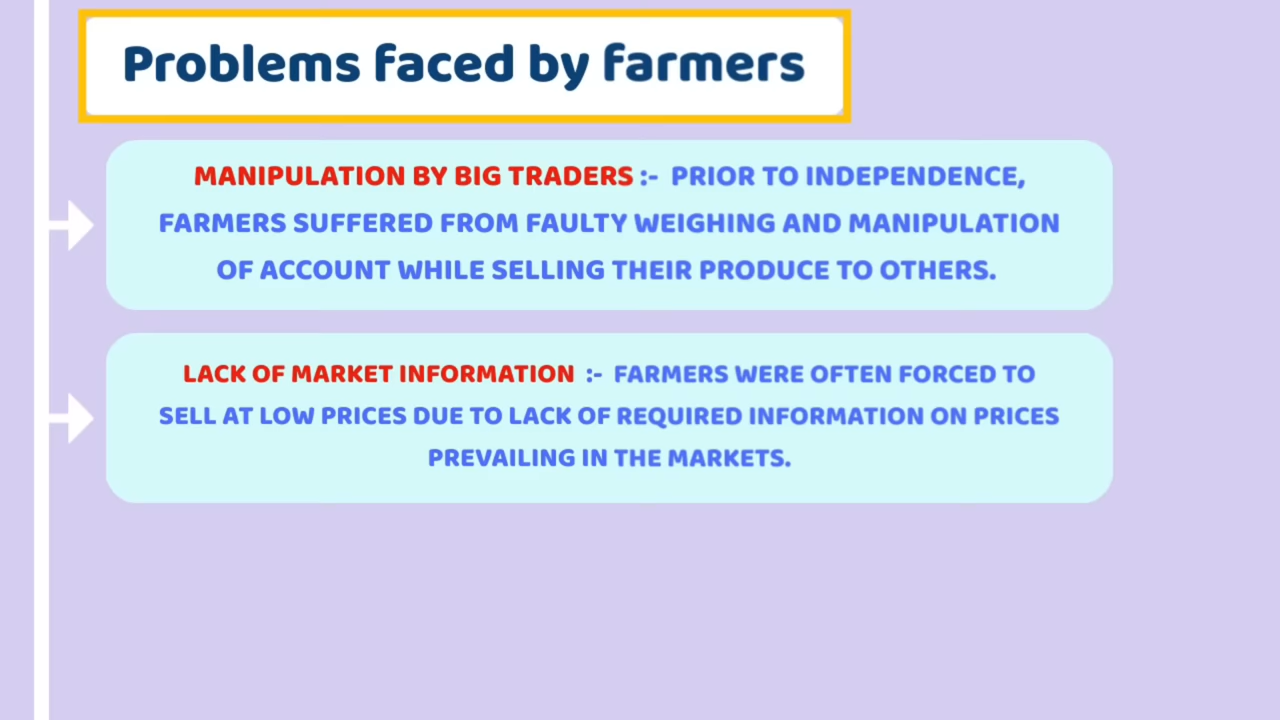 Problems faced by farmers
MANIPULATION BY BIG TRADERS :- PRIOR TO INDEPENDENCE,
FARMERS SUFFERED FROM FAULTY WEIGHING AND MANIPULATION
OF ACCOUNT WHILE SELLING THEIR PRODUCE TO OTHERS.
LACK OF MARKET INFORMATION :- FARMERS WERE OFTEN FORCED TO
SELL AT LOW PRICES DUE TO LACK OF REQUIRED INFORMATION ON PRICES
PREVAILING IN THE MARKETS.